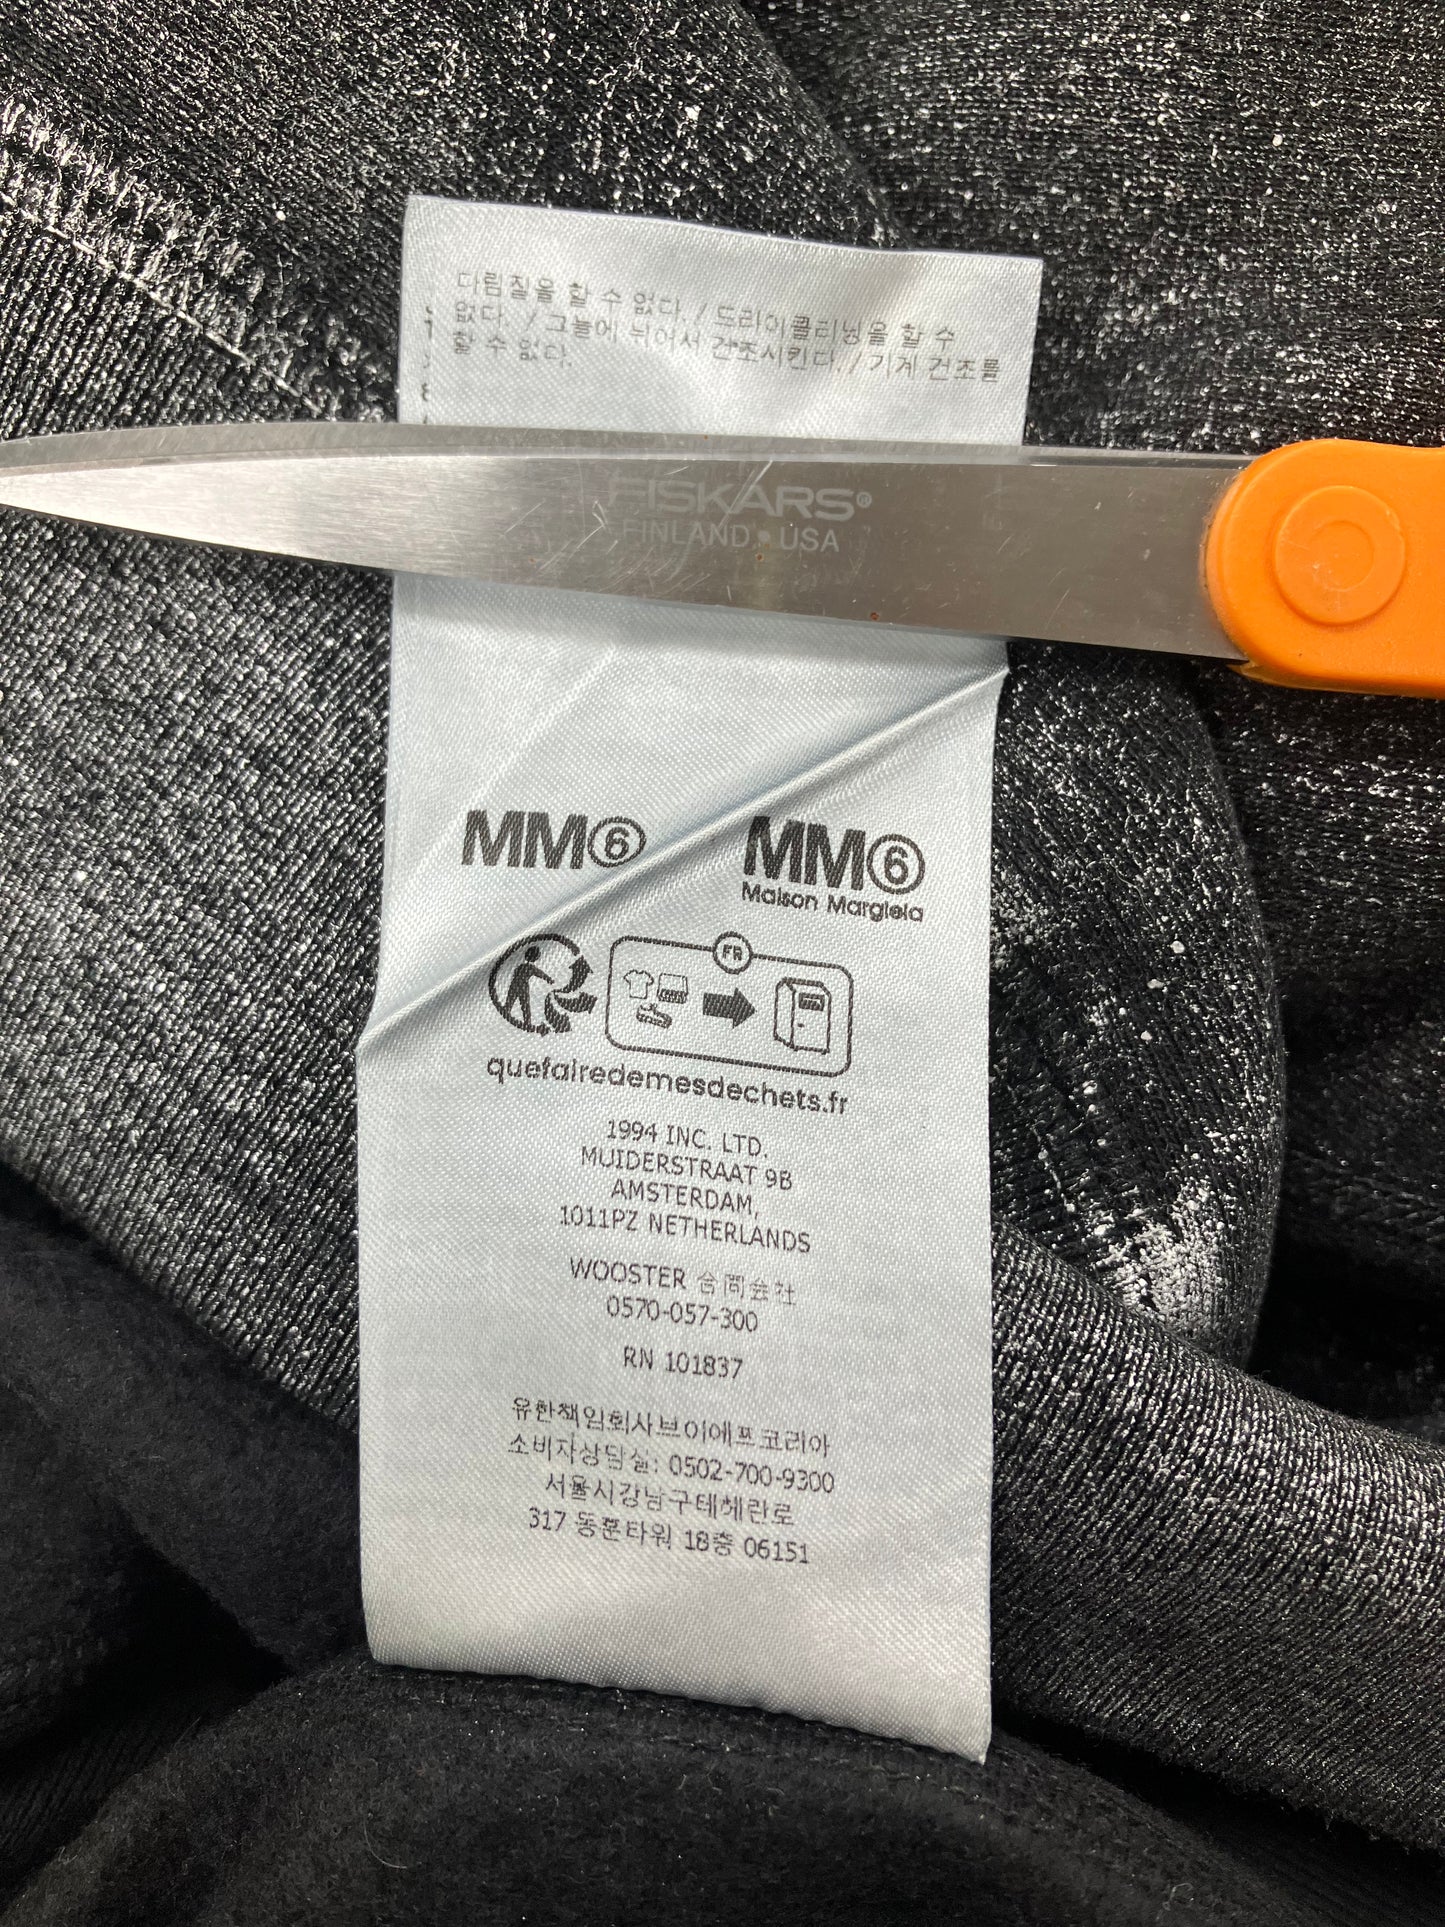 다림질을 할 수 없다. / 드라이클리닝을 할 수
없다. / 그늘에 뉘어서 건조시킨다. / 기계 건조를
할 수 없다.
FISKARS®
FINLAND • USA
MM⑥
MM⑥
Maison Margiela
FR
quefairedemesdechets.fr
1994 INC. LTD.
MUIDERSTRAAT 9B
AMSTERDAM,
1011PZ NETHERLANDS
WOOSTER 合同会社
0570-057-300
RN 101837
유한책임회사브이에프코리아
소비자상담실: 0502-700-9300
서울시강남구테헤란로
317 동훈타워 18층 06151